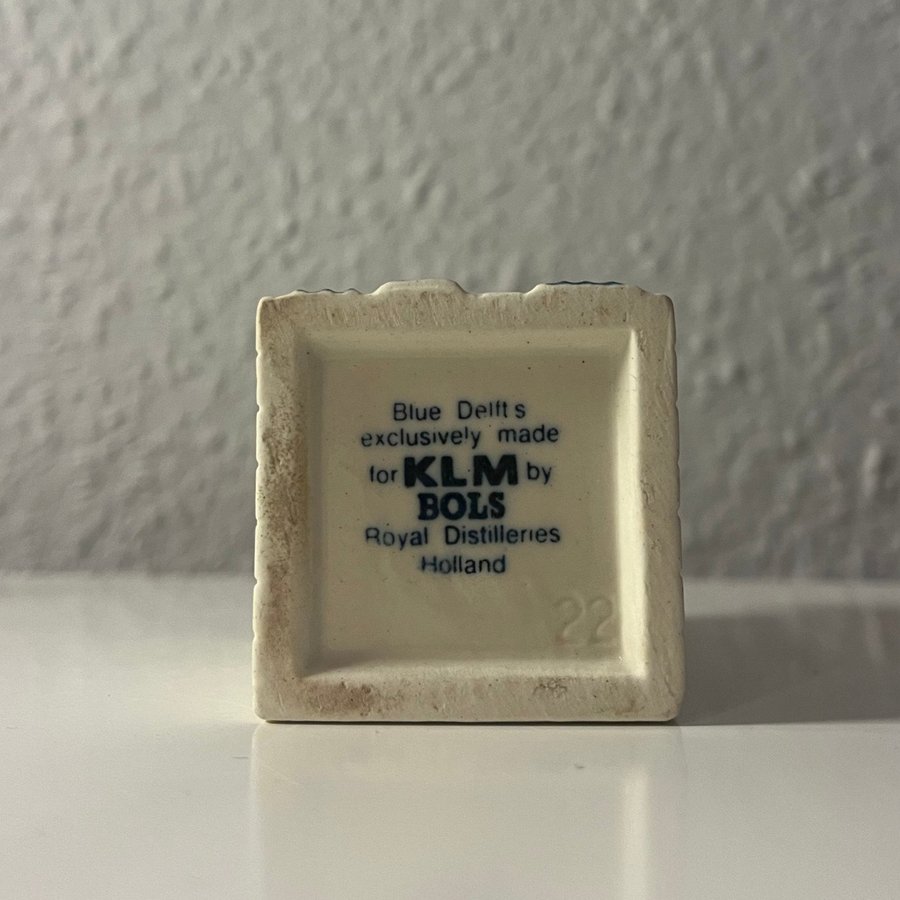 Blue Delft s
exclusively made
for KLM by
BOLS
Royal Distilleries
Holland
22